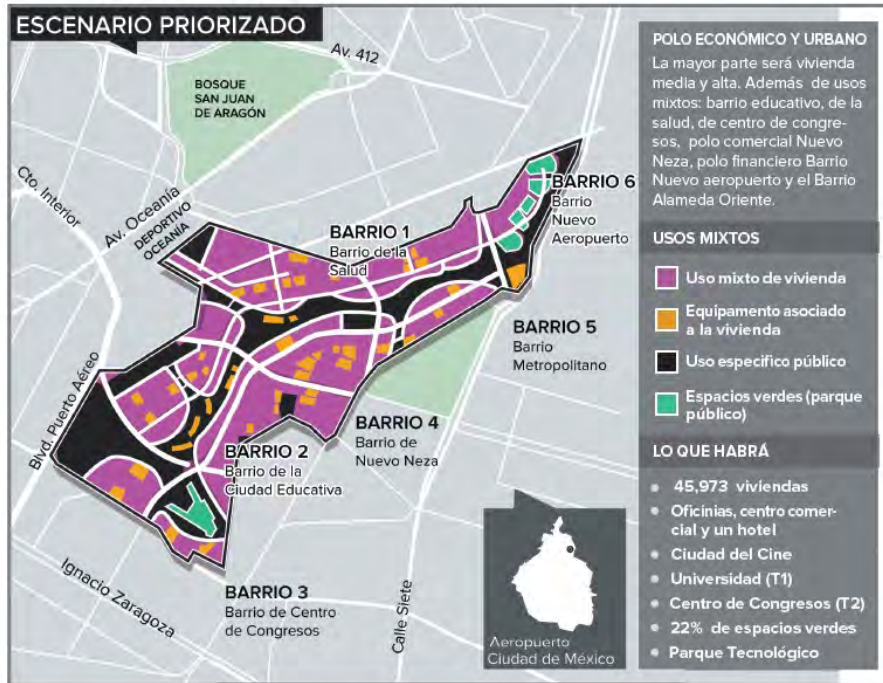 ESCENARIO PRIORIZADO
Av. 412
BOSQUE
SAN JUAN
DE ARAGÓN
Cto. Interior
Av. Oceanía
DEPORTIVO
OCEANÍA
BARRIO 1
Barrio de la
Salud
BARRIO 6
Barrio
Nuevo
Aeropuerto
BARRIO 5
Barrio
Metropolitano
Blvd. Puerto Aéreo
BARRIO 4
Barrio de
Nuevo Neza
BARRIO 2
Barrio de la
Ciudad Educativa
BARRIO 3
Barrio de Centro
de Congresos
Ignacio Zaragoza
Calle Siete
Aeropuerto
Ciudad de México
POLO ECONÓMICO Y URBANO
La mayor parte será vivienda
media y alta. Además de usos
mixtos: barrio educativo, de la
salud, de centro de congre-
sos, polo comercial Nuevo
Neza, polo financiero Barrio
Nuevo aeropuerto y el Barrio
Alameda Oriente.
USOS MIXTOS
Uso mixto de vivienda
Equipamento asociado
a la vivienda
Uso especifico público
Espacios verdes (parque
público)
LO QUE HABRÁ
45,973 viviendas
Oficinias, centro comer-
cial y un hotel
Ciudad del Cine
Universidad (T1)
Centro de Congresos (T2)
22% de espacios verdes
Parque Tecnológico